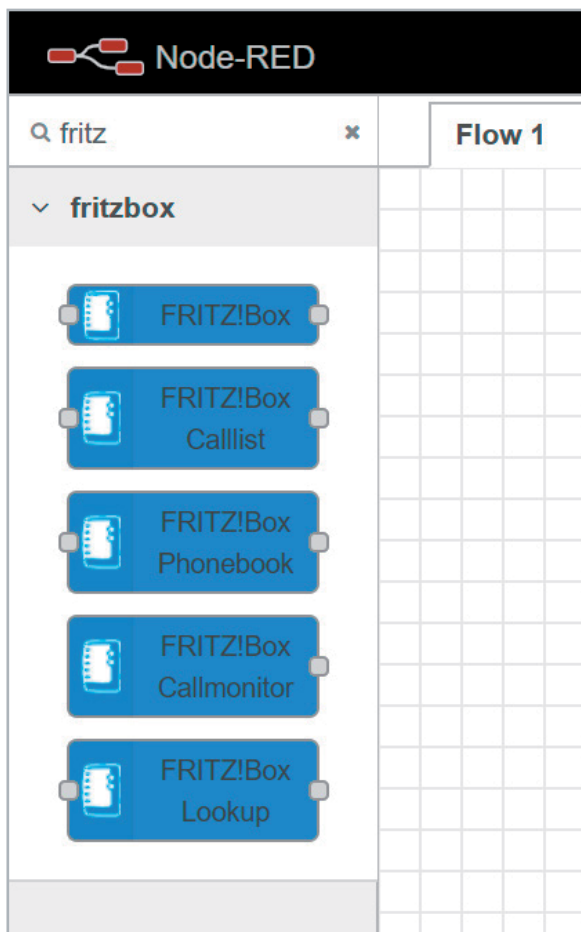 Node-RED
fritz
Flow 1
fritzbox
FRITZ!Box
FRITZ!Box
Calllist
FRITZ!Box
Phonebook
FRITZ!Box
Callmonitor
FRITZ!Box
Lookup